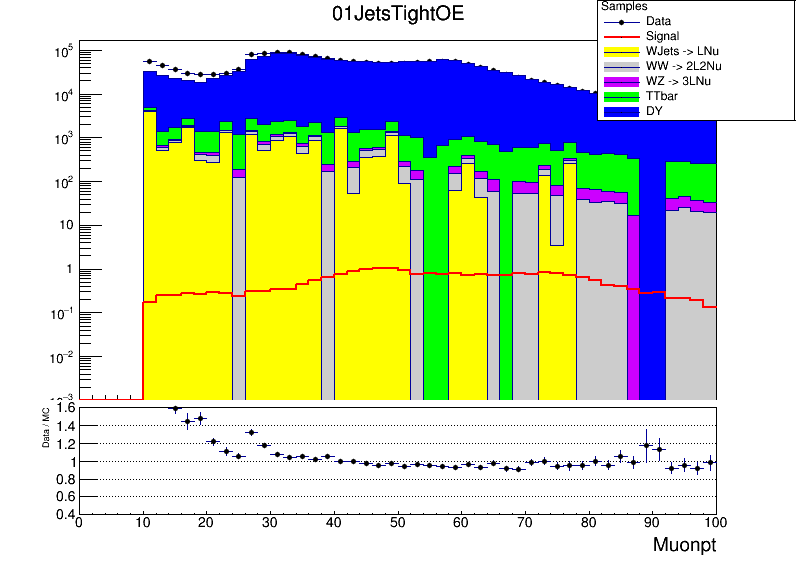 01JetsTightOE
Samples
Data
Signal
WJets -> LNu
WW -> 2L2Nu
WZ -> 3LNu
TTbar
DY
10^5
10^4
10^3
10^2
10
1
10^-1
10^-2
Data / MC
1.6
1.4
1.2
1
0.8
0.6
0.4
0 10 20 30 40 50 60 70 80 90 100
Muonpt